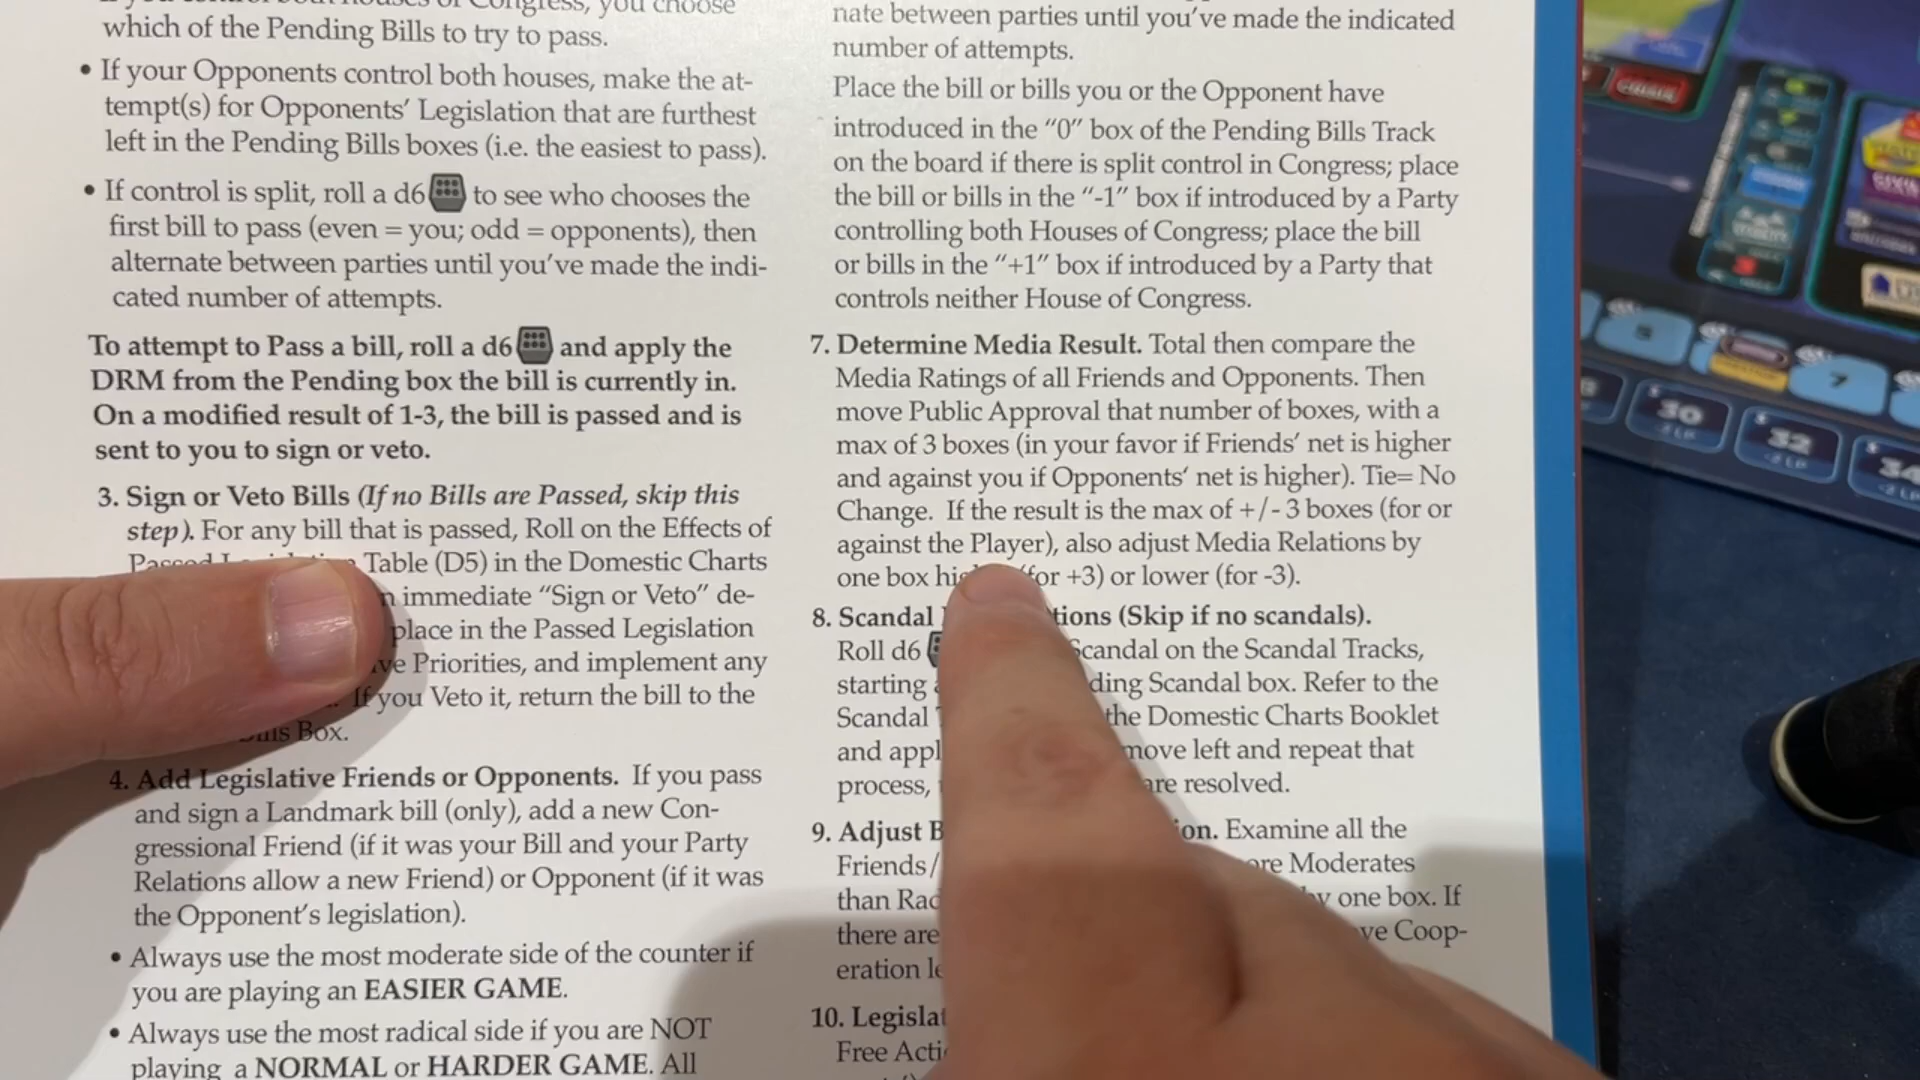 If you control both houses of Congress, you choose
which of the Pending Bills to try to pass.
• If your Opponents control both houses, make the at-
tempt(s) for Opponents' Legislation that are furthest
left in the Pending Bills boxes (i.e. the easiest to pass).
• If control is split, roll a d6 to see who chooses the
first bill to pass (even = you; odd = opponents), then
alternate between parties until you've made the indi-
cated number of attempts.
To attempt to Pass a bill, roll a d6 and apply the
DRM from the Pending box the bill is currently in.
On a modified result of 1-3, the bill is passed and is
sent to you to sign or veto.
3. Sign or Veto Bills (If no Bills are Passed, skip this
step). For any bill that is passed, Roll on the Effects of
Passed Table (D5) in the Domestic Charts
immediate "Sign or Veto" de-
place in the Passed Legislation
Priorities, and implement any
If you Veto it, return the bill to the
Box.
4. Add Legislative Friends or Opponents. If you pass
and sign a Landmark bill (only), add a new Con-
gressional Friend (if it was your Bill and your Party
Relations allow a new Friend) or Opponent (if it was
the Opponent's legislation).
• Always use the most moderate side of the counter if
you are playing an EASIER GAME.
• Always use the most radical side if you are NOT
playing a NORMAL or HARDER GAME. All
nate between parties until you've made the indicated
number of attempts.
Place the bill or bills you or the Opponent have
introduced in the "0" box of the Pending Bills Track
on the board if there is split control in Congress; place
the bill or bills in the "-1" box if introduced by a Party
controlling both Houses of Congress; place the bill
or bills in the "+1" box if introduced by a Party that
controls neither House of Congress.
7. Determine Media Result. Total then compare the
Media Ratings of all Friends and Opponents. Then
move Public Approval that number of boxes, with a
max of 3 boxes (in your favor if Friends' net is higher
and against you if Opponents' net is higher). Tie= No
Change. If the result is the max of +/- 3 boxes (for or
against the Player), also adjust Media Relations by
one box (for +3) or lower (for -3).
8. Scandal (Skip if no scandals).
Roll d6 Scandal on the Scandal Tracks,
starting Scandal box. Refer to the
Scandal the Domestic Charts Booklet
and move left and repeat that
process, are resolved.
9. Adjust Examine all the
Friends/ Moderates
than by one box. If
there are Coop-
eration
10.
Free
7
30
32
34